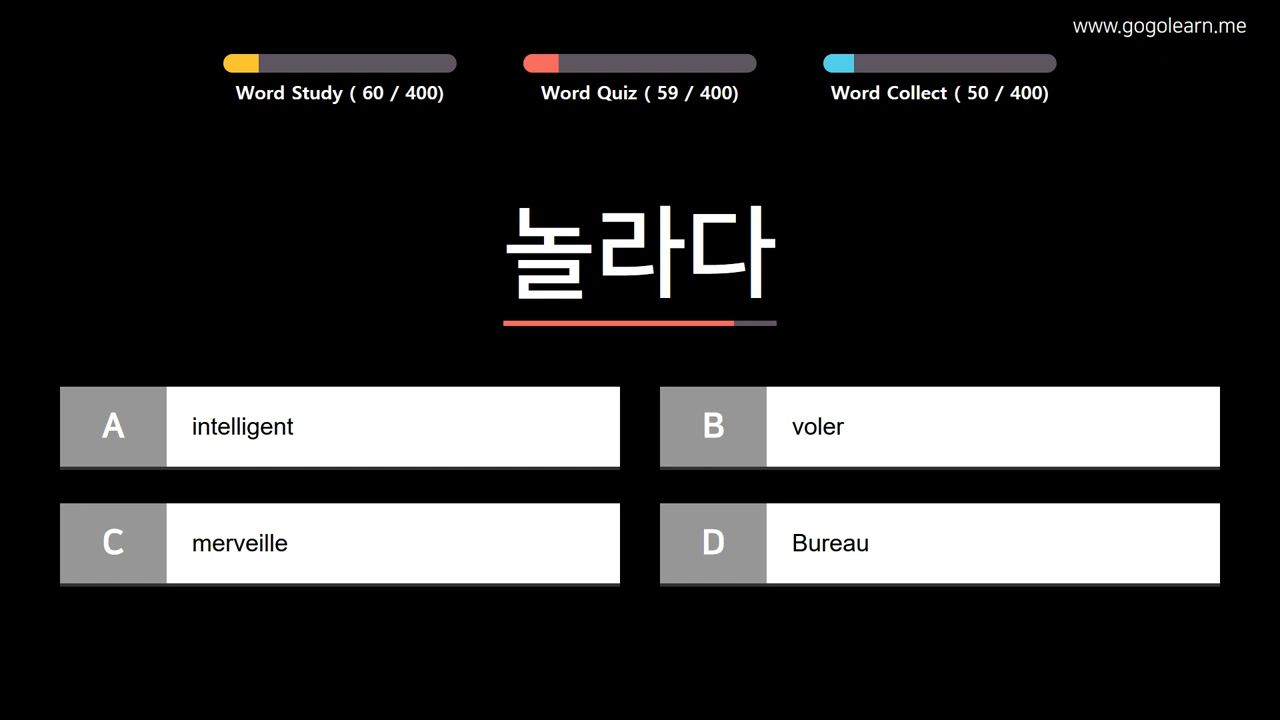 www.gogolearn.me
Word Study ( 60 / 400)
Word Quiz ( 59 / 400)
Word Collect ( 50 / 400)
놀라다
A intelligent
B voler
C merveille
D Bureau